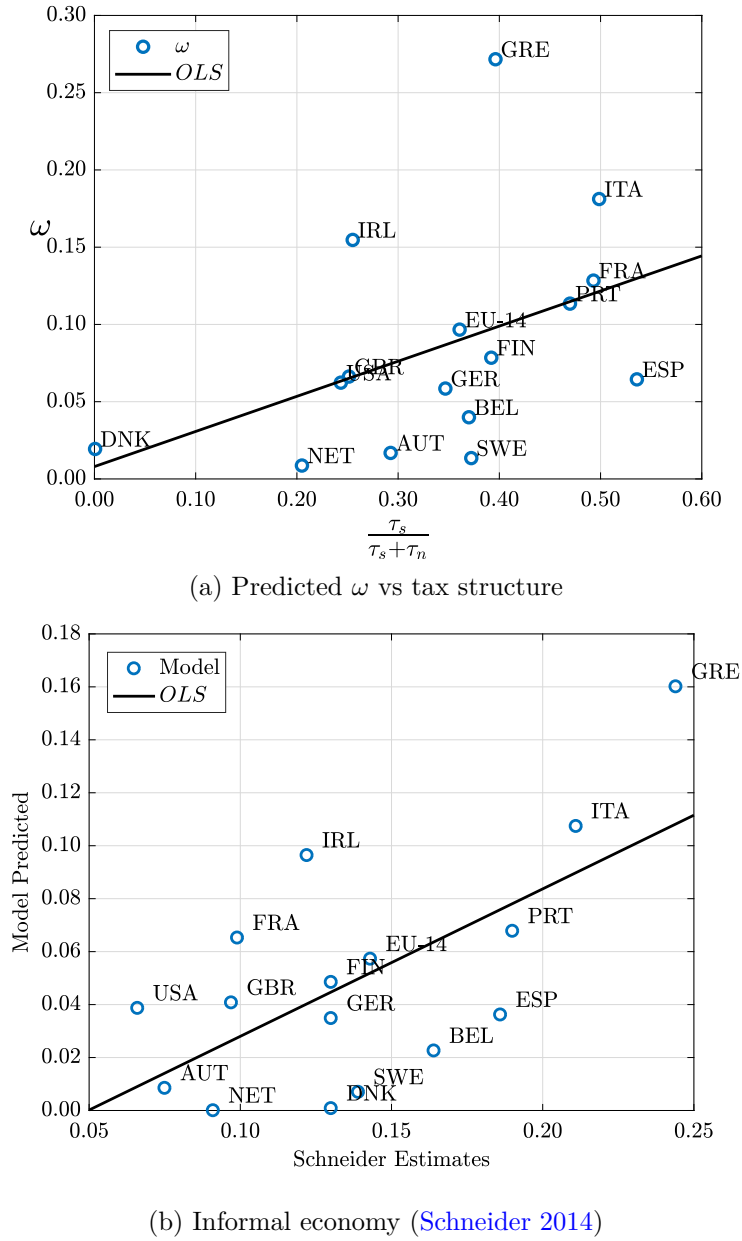 0.30
GRE
ω
OLS
0.25
0.20
ITA
IRL
ω
0.15
FRA
PRT
EU-14
0.10
FIN
GBR
USA
ESP
GER
0.05
BEL
DNK
AUT
SWE
NET
0.00
0.00 0.10 0.20 0.30 0.40 0.50 0.60
τs
τs+τn
(a) Predicted ω vs tax structure
0.18
Model
GRE
OLS
0.16
0.14
0.12
ITA
0.10
IRL
Model Predicted
0.08
FRA
PRT
0.06
EU-14
FIN
USA
GBR
ESP
0.04
GER
BEL
0.02
AUT
SWE
NET
DNK
0.00
0.05 0.10 0.15 0.20 0.25
Schneider Estimates
(b) Informal economy (Schneider 2014)